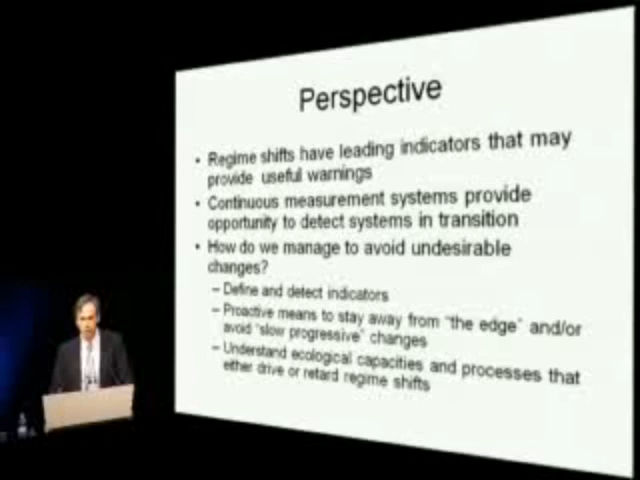 Perspective
• Regime shifts have leading indicators that may
provide useful warnings
• Continuous measurement systems provide
opportunity to detect systems in transition
• How do we manage to avoid undesirable
changes?
– Define and detect indicators
– Proactive means to stay away from "the edge" and/or
avoid "slow progressive" changes
– Understand ecological capacities and processes that
either drive or retard regime shifts